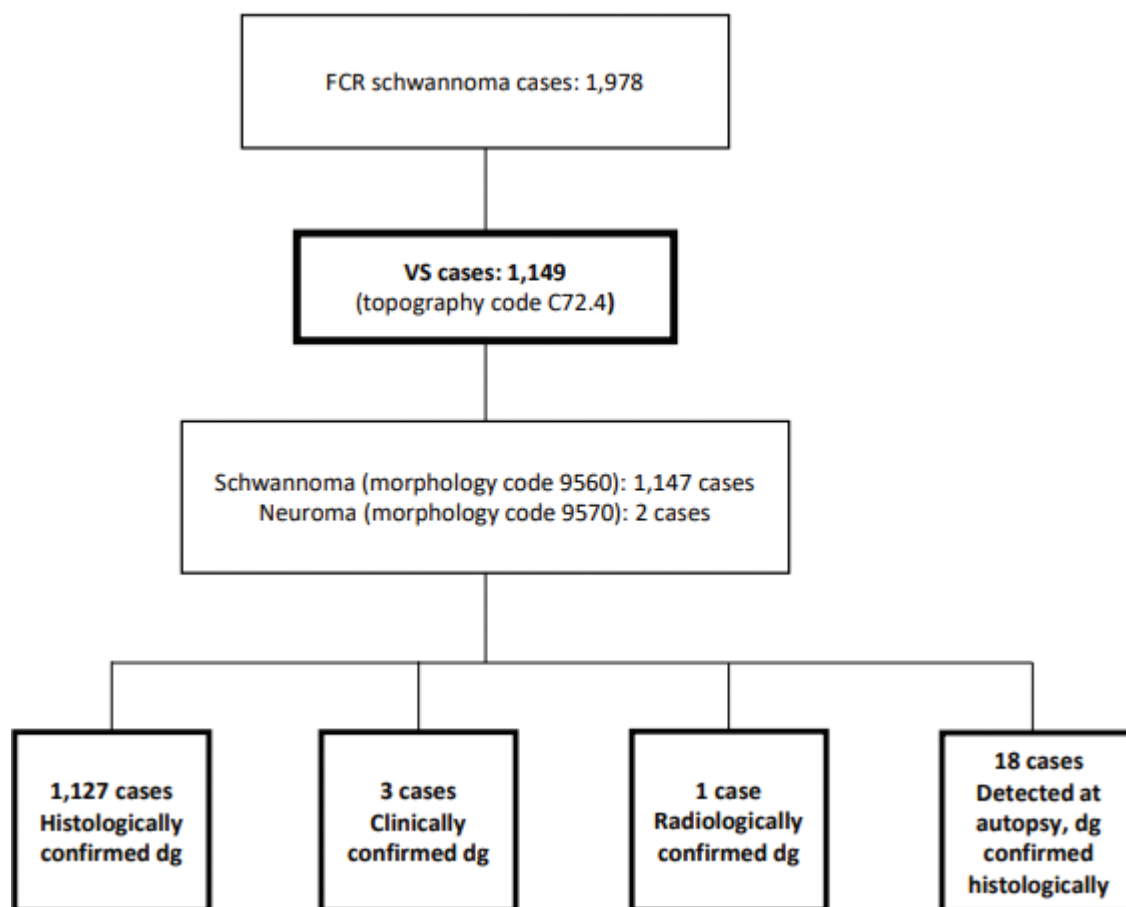 FCR schwannoma cases: 1,978
VS cases: 1,149
(topography code C72.4)
Schwannoma (morphology code 9560): 1,147 cases
Neuroma (morphology code 9570): 2 cases
1,127 cases
Histologically
confirmed dg
3 cases
Clinically
confirmed dg
1 case
Radiologically
confirmed dg
18 cases
Detected at
autopsy, dg
confirmed
histologically